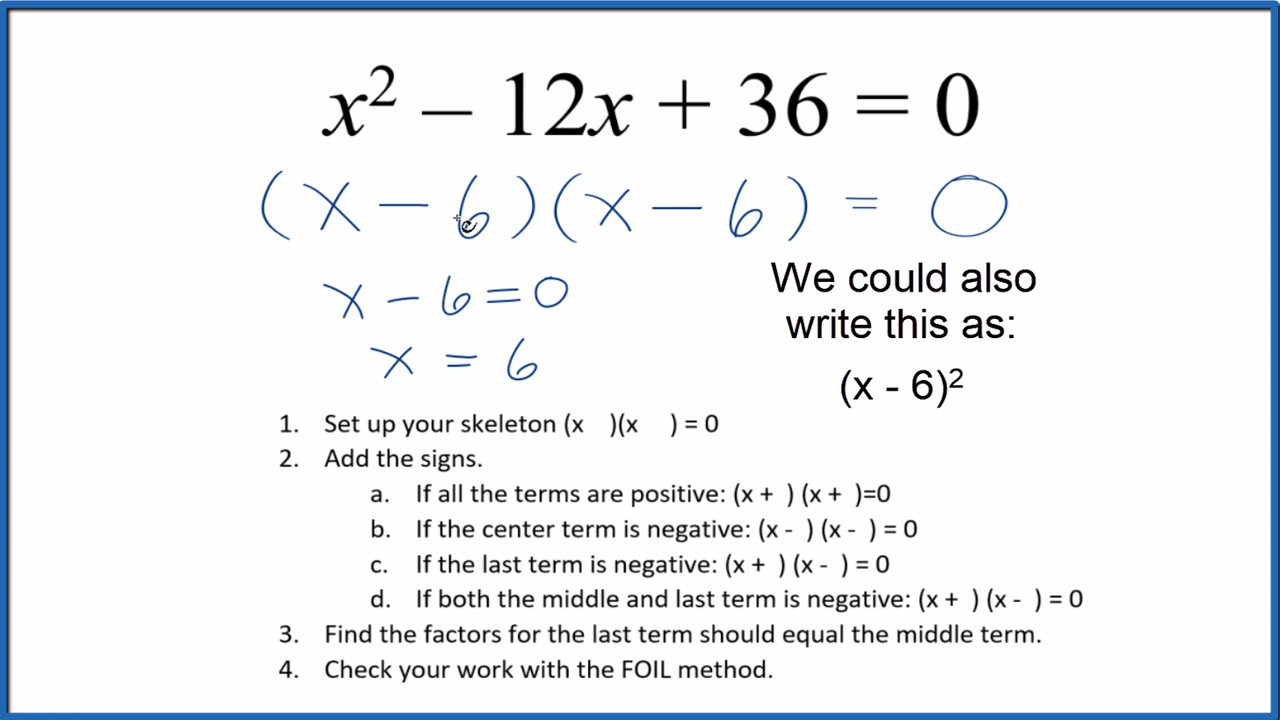 x² – 12x + 36 = 0
(x – 6)(x – 6) = 0
x – 6 = 0
x = 6
We could also
write this as:
(x - 6)²
1. Set up your skeleton (x   )(x   ) = 0
2. Add the signs.
a. If all the terms are positive: (x +  ) (x +  )=0
b. If the center term is negative: (x -  ) (x -  ) = 0
c. If the last term is negative: (x +  ) (x -  ) = 0
d. If both the middle and last term is negative: (x +  ) (x -  ) = 0
3. Find the factors for the last term should equal the middle term.
4. Check your work with the FOIL method.